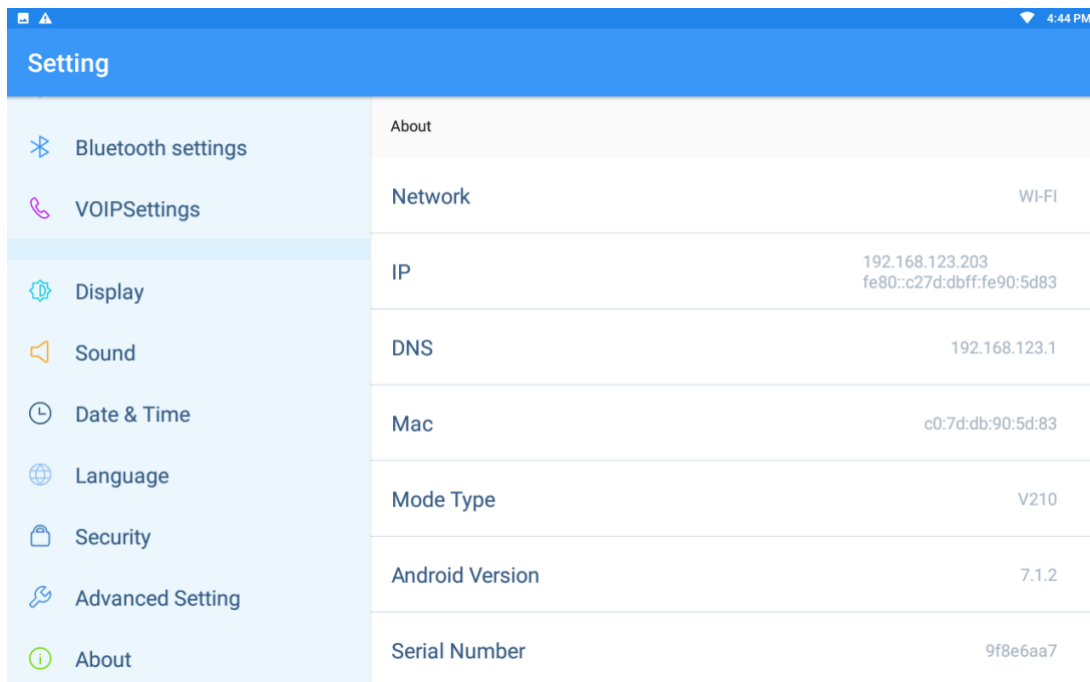 4:44 PM
Setting
Bluetooth settings
VOIPSettings
Display
Sound
Date & Time
Language
Security
Advanced Setting
About
About
Network WI-FI
IP 192.168.123.203
fe80::c27d:dbff:fe90:5d83
DNS 192.168.123.1
Mac c0:7d:db:90:5d:83
Mode Type V210
Android Version 7.1.2
Serial Number 9f8e6aa7